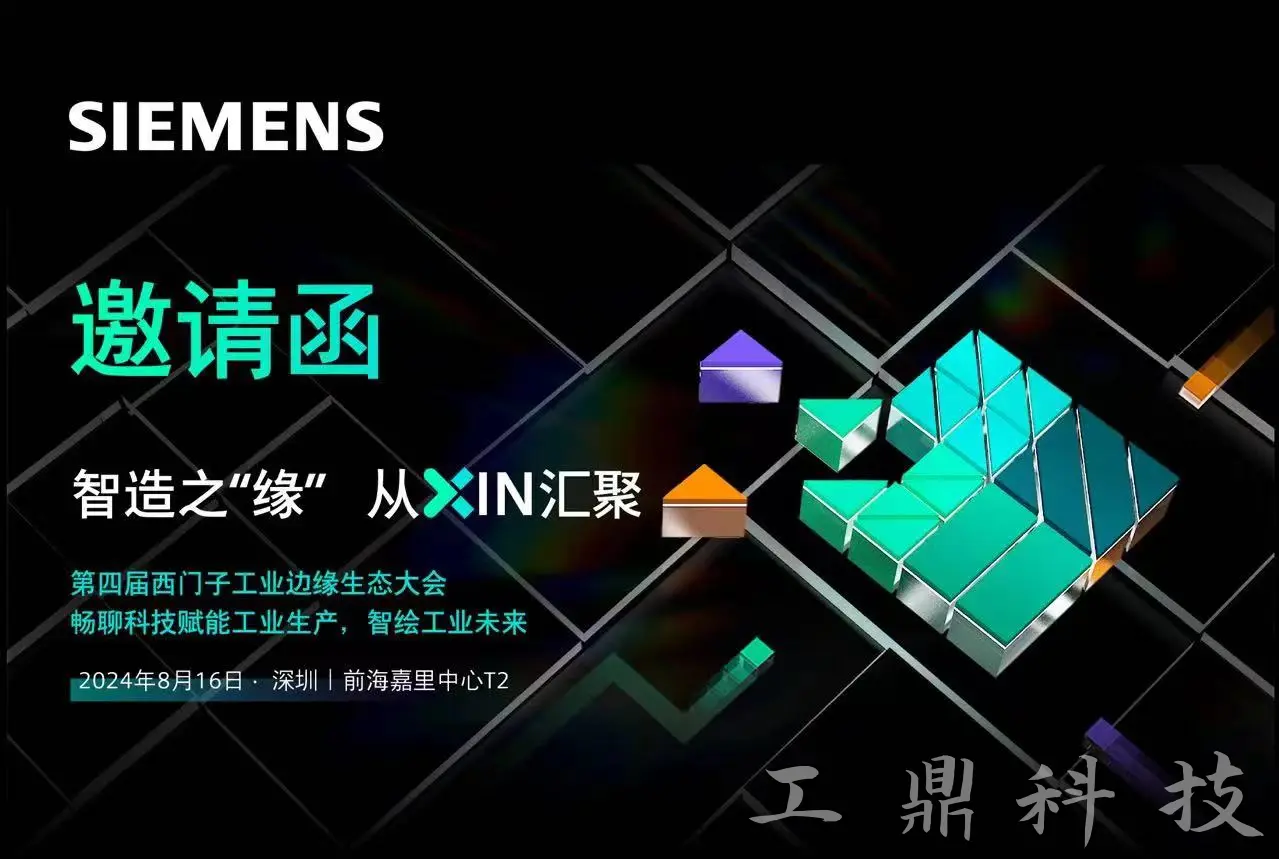 SIEMENS
邀请函
智造之“缘” 从XIN汇聚
第四届西门子工业边缘生态大会
畅聊科技赋能工业生产，智绘工业未来
2024年8月16日 · 深圳｜前海嘉里中心T2
工鼎科技